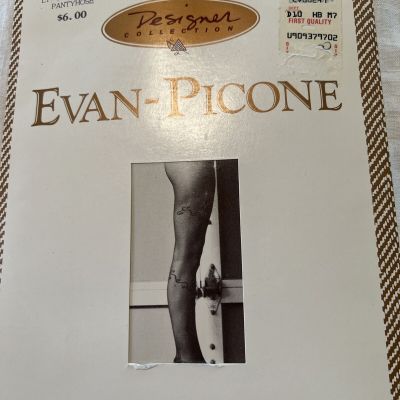 PANTYHOSE
$6.00
Designer
COLLECTION
D10 HB M7
FIRST QUALITY
U909379702
EVAN-PICONE